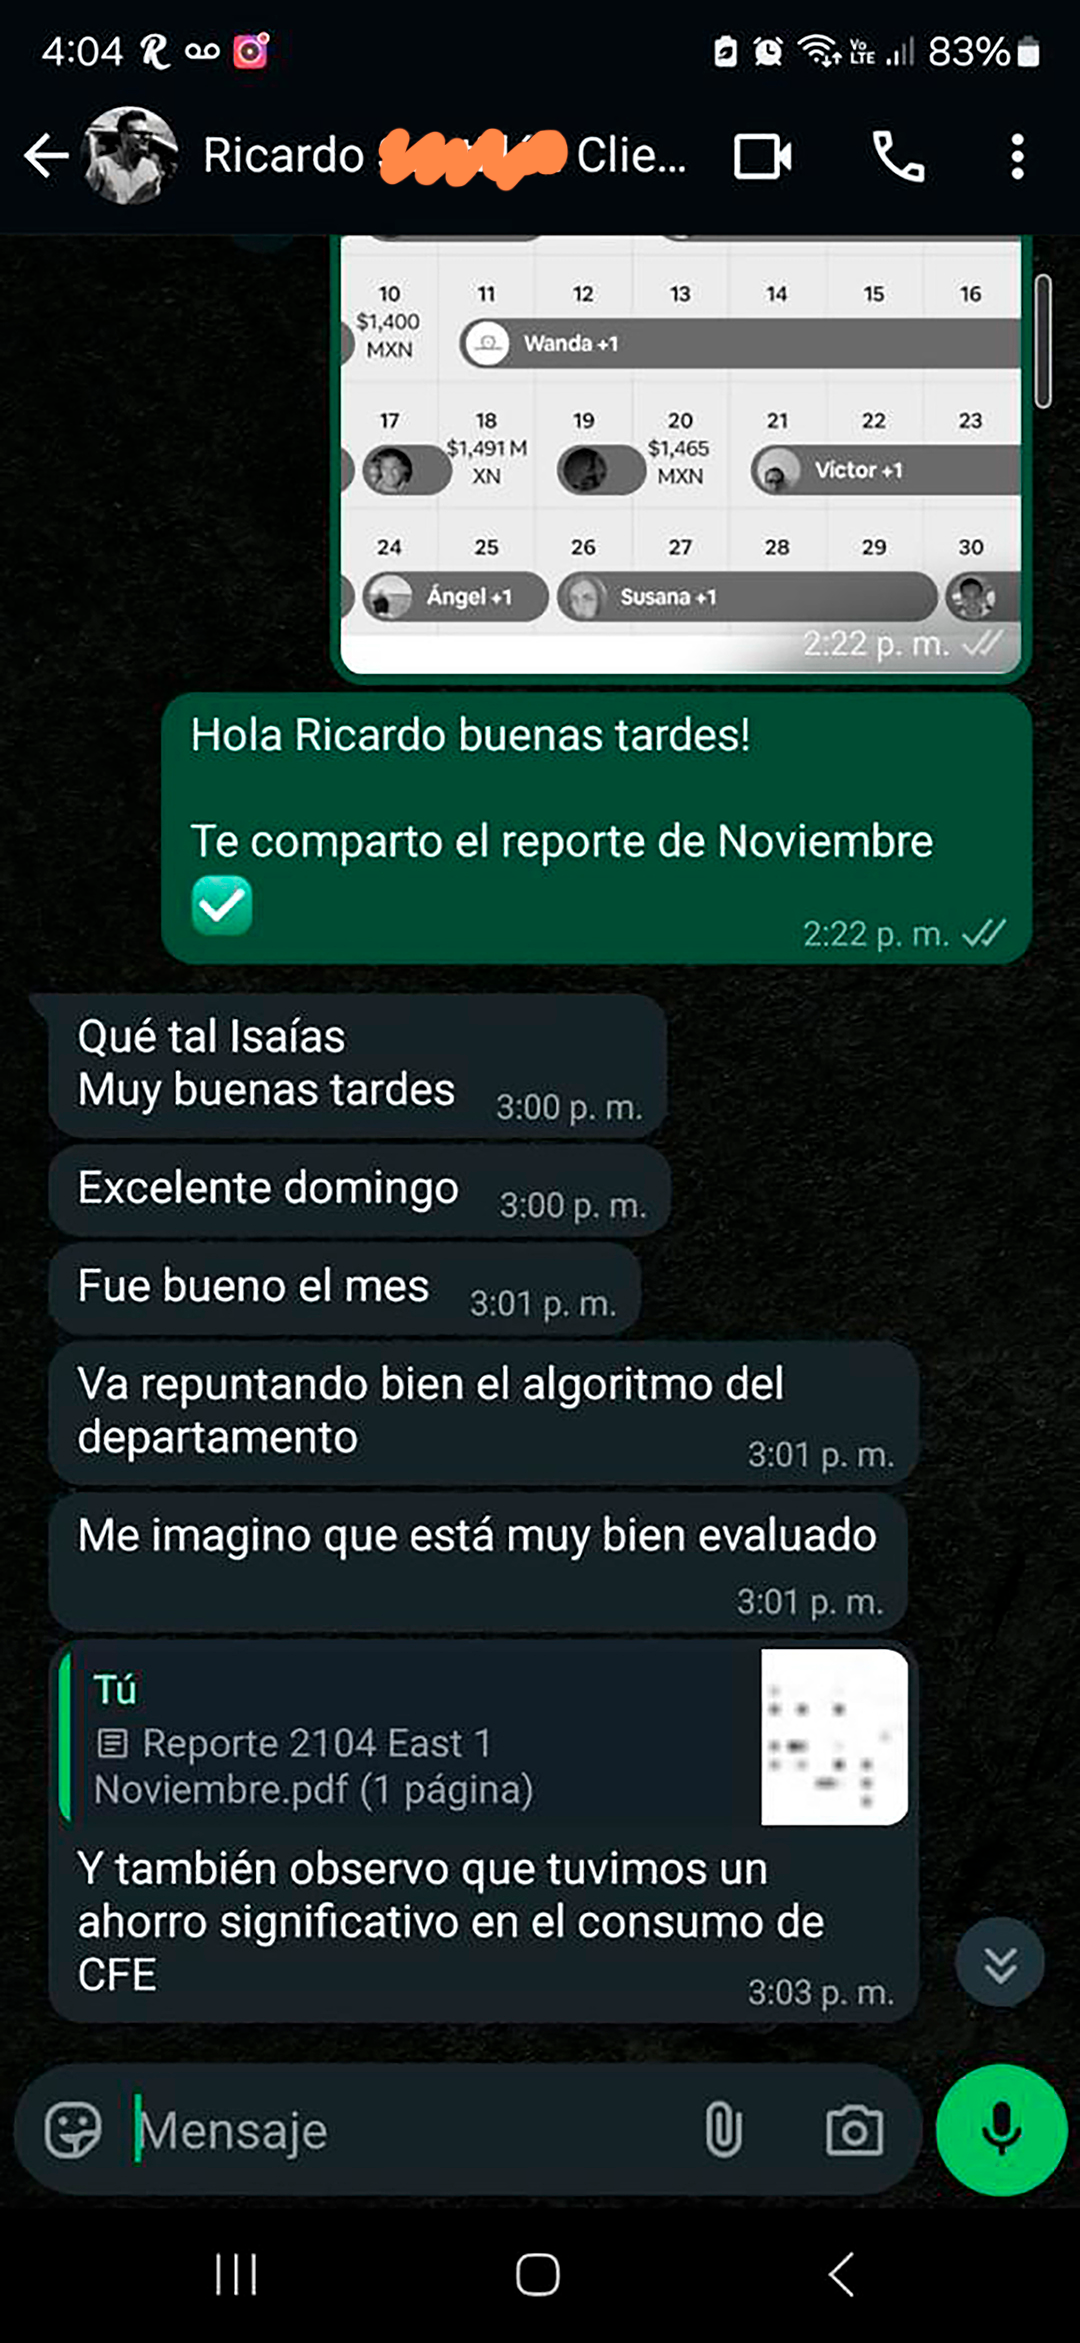 4:04
Vo
LTE
83%
Ricardo
Clie...
10 11 12 13 14 15 16
$1,400
MXN
Wanda +1
17 18 19 20 21 22 23
$1,491 M
XN
$1,465
MXN
Víctor +1
24 25 26 27 28 29 30
Ángel +1
Susana +1
2:22 p. m.
Hola Ricardo buenas tardes!
Te comparto el reporte de Noviembre
2:22 p. m.
Qué tal Isaías
Muy buenas tardes
3:00 p. m.
Excelente domingo
3:00 p. m.
Fue bueno el mes
3:01 p. m.
Va repuntando bien el algoritmo del
departamento
3:01 p. m.
Me imagino que está muy bien evaluado
3:01 p. m.
Tú
Reporte 2104 East 1
Noviembre.pdf (1 página)
Y también observo que tuvimos un
ahorro significativo en el consumo de
CFE
3:03 p. m.
Mensaje